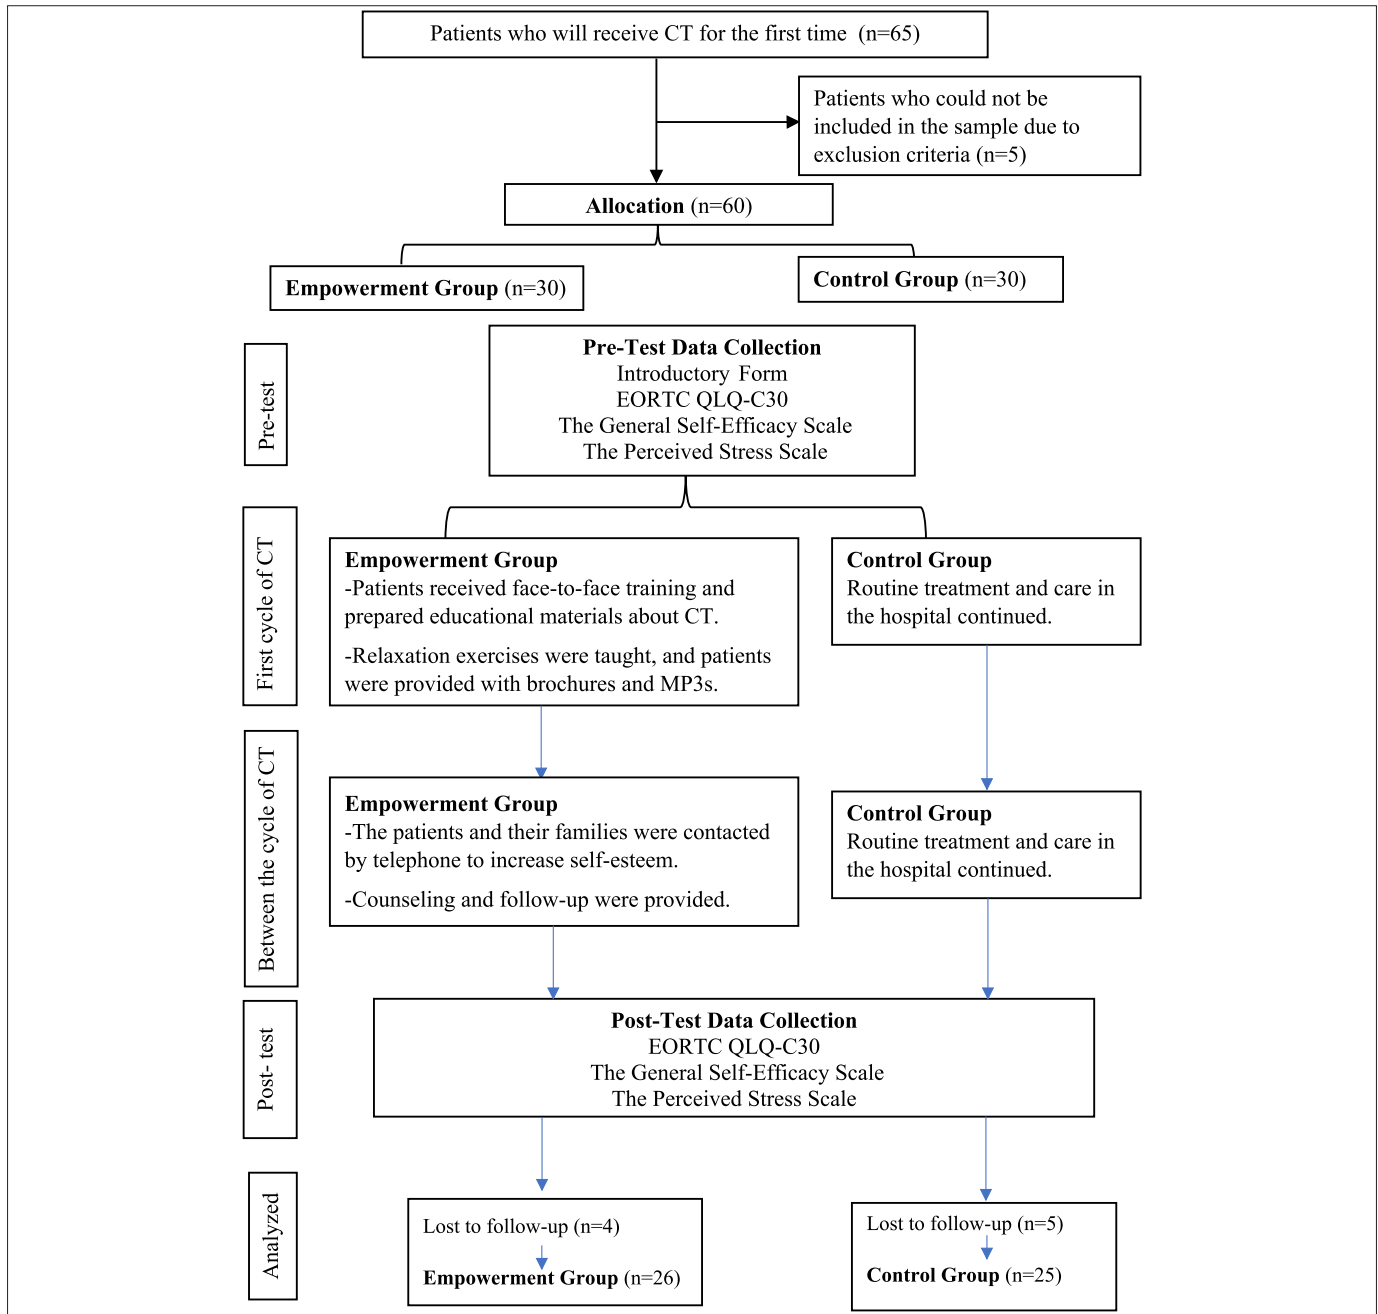 Patients who will receive CT for the first time (n=65)
Patients who could not be
included in the sample due to
exclusion criteria (n=5)
Allocation (n=60)
Empowerment Group (n=30)
Control Group (n=30)
Pre-test
Pre-Test Data Collection
Introductory Form
EORTC QLQ-C30
The General Self-Efficacy Scale
The Perceived Stress Scale
First cycle of CT
Empowerment Group
-Patients received face-to-face training and
prepared educational materials about CT.
-Relaxation exercises were taught, and patients
were provided with brochures and MP3s.
Control Group
Routine treatment and care in
the hospital continued.
Between the cycle of CT
Empowerment Group
-The patients and their families were contacted
by telephone to increase self-esteem.
-Counseling and follow-up were provided.
Control Group
Routine treatment and care in
the hospital continued.
Post- test
Post-Test Data Collection
EORTC QLQ-C30
The General Self-Efficacy Scale
The Perceived Stress Scale
Analyzed
Lost to follow-up (n=4)
Empowerment Group (n=26)
Lost to follow-up (n=5)
Control Group (n=25)